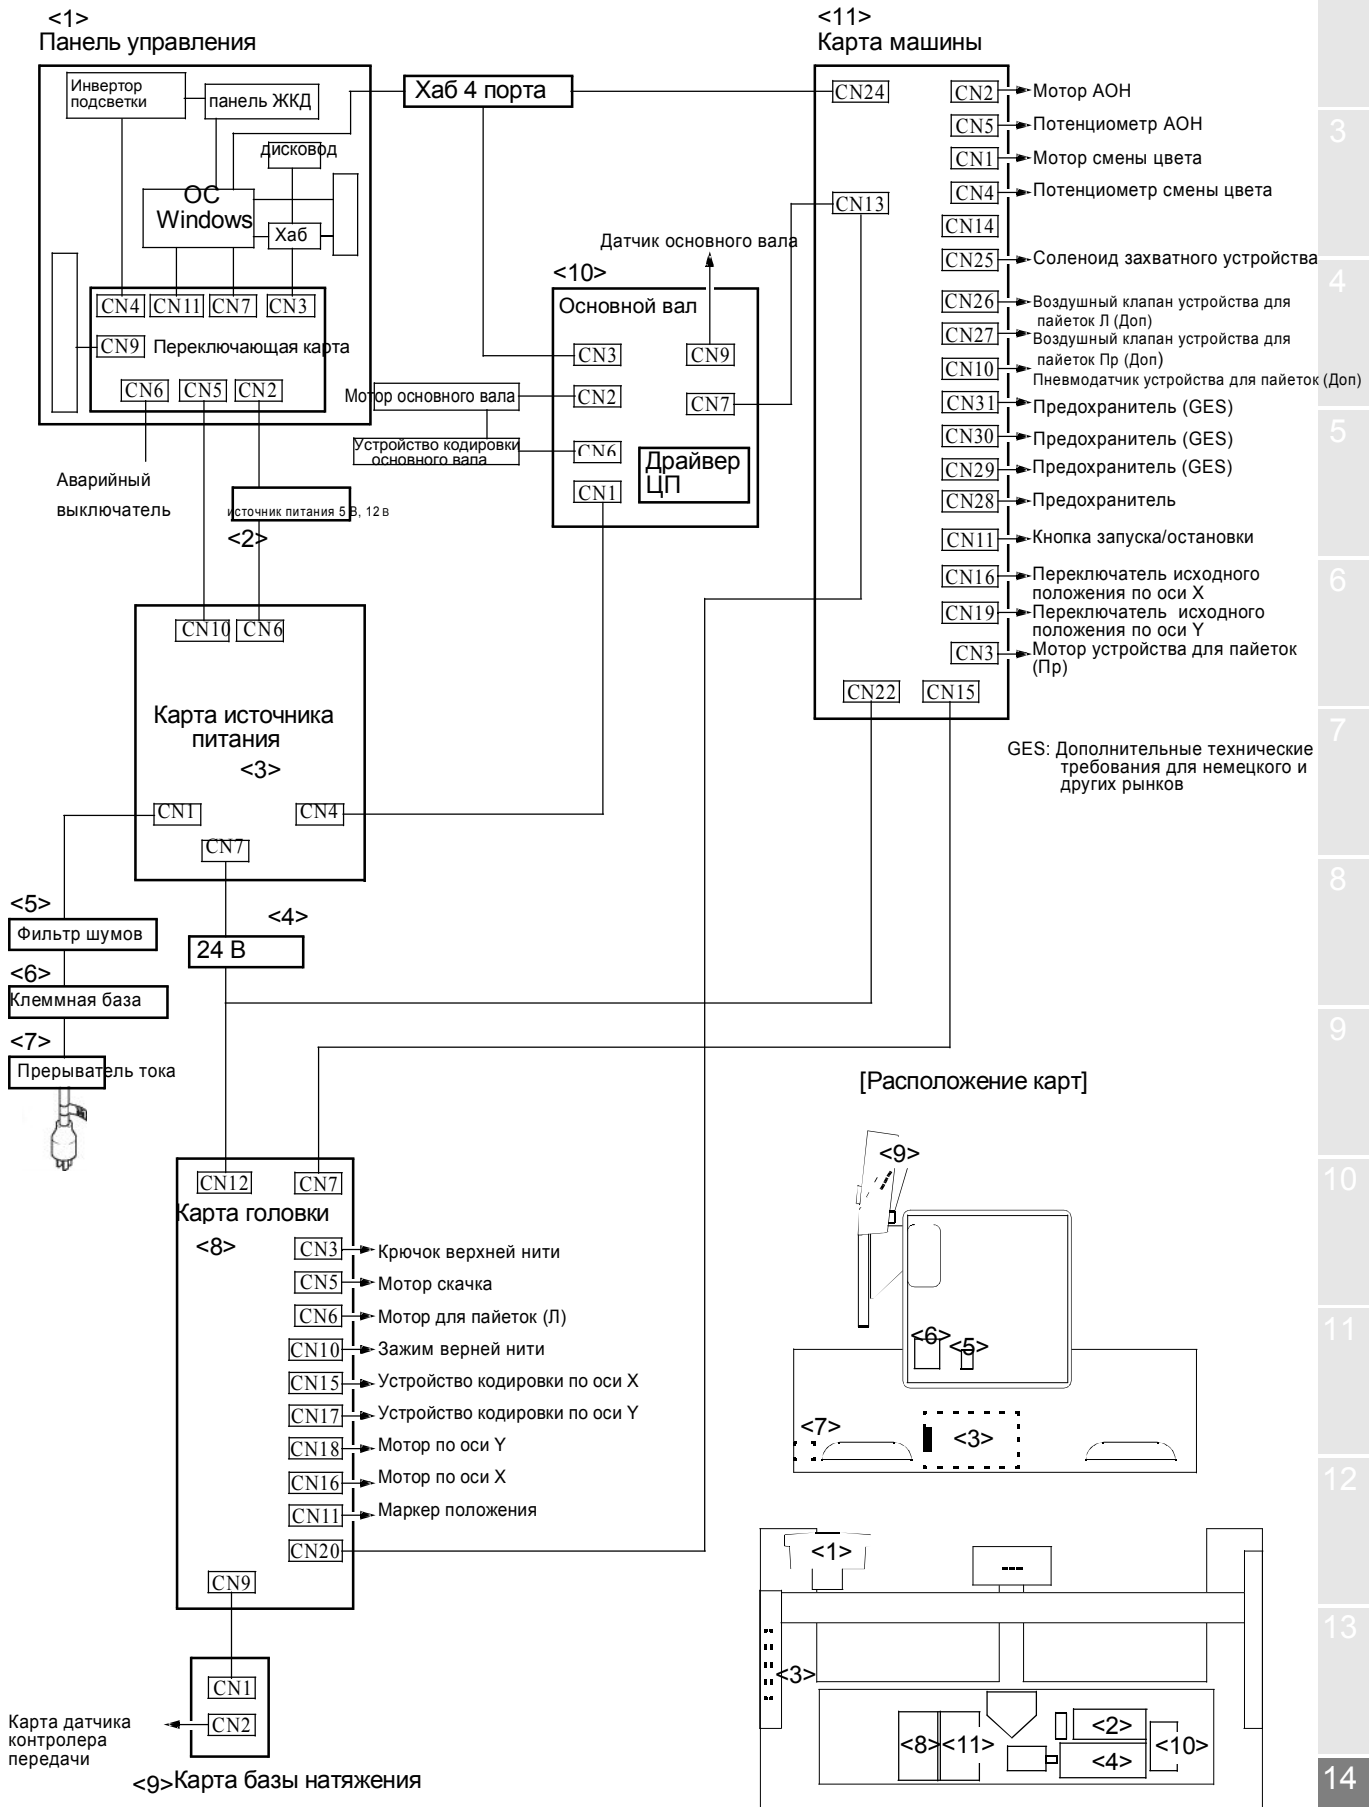 <1>
Панель управления
Инвертор
подсветки
панель ЖКД
дисковод
ОС
Windows
Хаб
CN4
CN11
CN7
CN3
CN9
Переключающая карта
CN6
CN5
CN2
Аварийный
выключатель
источник питания 5 В, 12 В
<2>
Хаб 4 порта
Датчик основного вала
<10>
Основной вал
CN3
CN9
CN2
CN7
CN6
CN1
Драйвер
ЦП
Мотор основного вала
Устройство кодировки
основного вала
<11>
Карта машины
CN24
CN13
CN2
Мотор АОН
CN5
Потенциометр АОН
CN1
Мотор смены цвета
CN4
Потенциометр смены цвета
CN14
CN25
Соленоид захватного устройства
CN26
Воздушный клапан устройства для
пайеток Л (Доп)
CN27
Воздушный клапан устройства для
пайеток Пр (Доп)
CN10
Пневмодатчик устройства для пайеток (Доп)
CN31
Предохранитель (GES)
CN30
Предохранитель (GES)
CN29
Предохранитель (GES)
CN28
Предохранитель
CN11
Кнопка запуска/остановки
CN16
Переключатель исходного
положения по оси X
CN19
Переключатель исходного
положения по оси Y
CN3
Мотор устройства для пайеток
(Пр)
CN22
CN15
GES: Дополнительные технические
требования для немецкого и
других рынков
CN10
CN6
Карта источника
питания
<3>
CN1
CN4
CN7
<4>
24 В
<5>
Фильтр шумов
<6>
Клеммная база
<7>
Прерыватель тока
CN12
CN7
Карта головки
<8>
CN3
Крючок верхней нити
CN5
Мотор скачка
CN6
Мотор для пайеток (Л)
CN10
Зажим верней нити
CN15
Устройство кодировки по оси X
CN17
Устройство кодировки по оси Y
CN18
Мотор по оси Y
CN16
Мотор по оси X
CN11
Маркер положения
CN20
CN9
CN1
CN2
Карта датчика
контролера
передачи
<9>Карта базы натяжения
[Расположение карт]
<9>
<6>
<5>
<7>
<3>
<1>
<3>
<2>
<8>
<11>
<10>
<4>
3
4
5
6
7
8
9
10
11
12
13
14